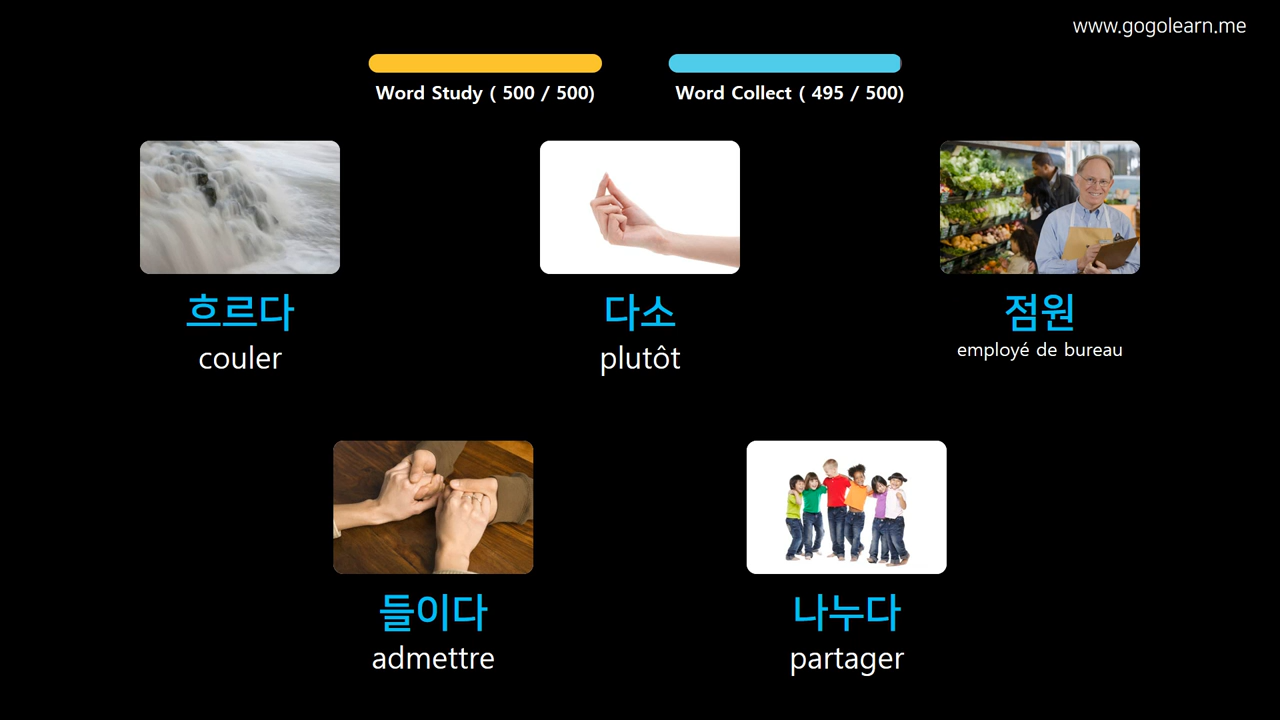 www.gogolearn.me
Word Study ( 500 / 500)
Word Collect ( 495 / 500)
흐르다
couler
다소
plutôt
점원
employé de bureau
들이다
admettre
나누다
partager